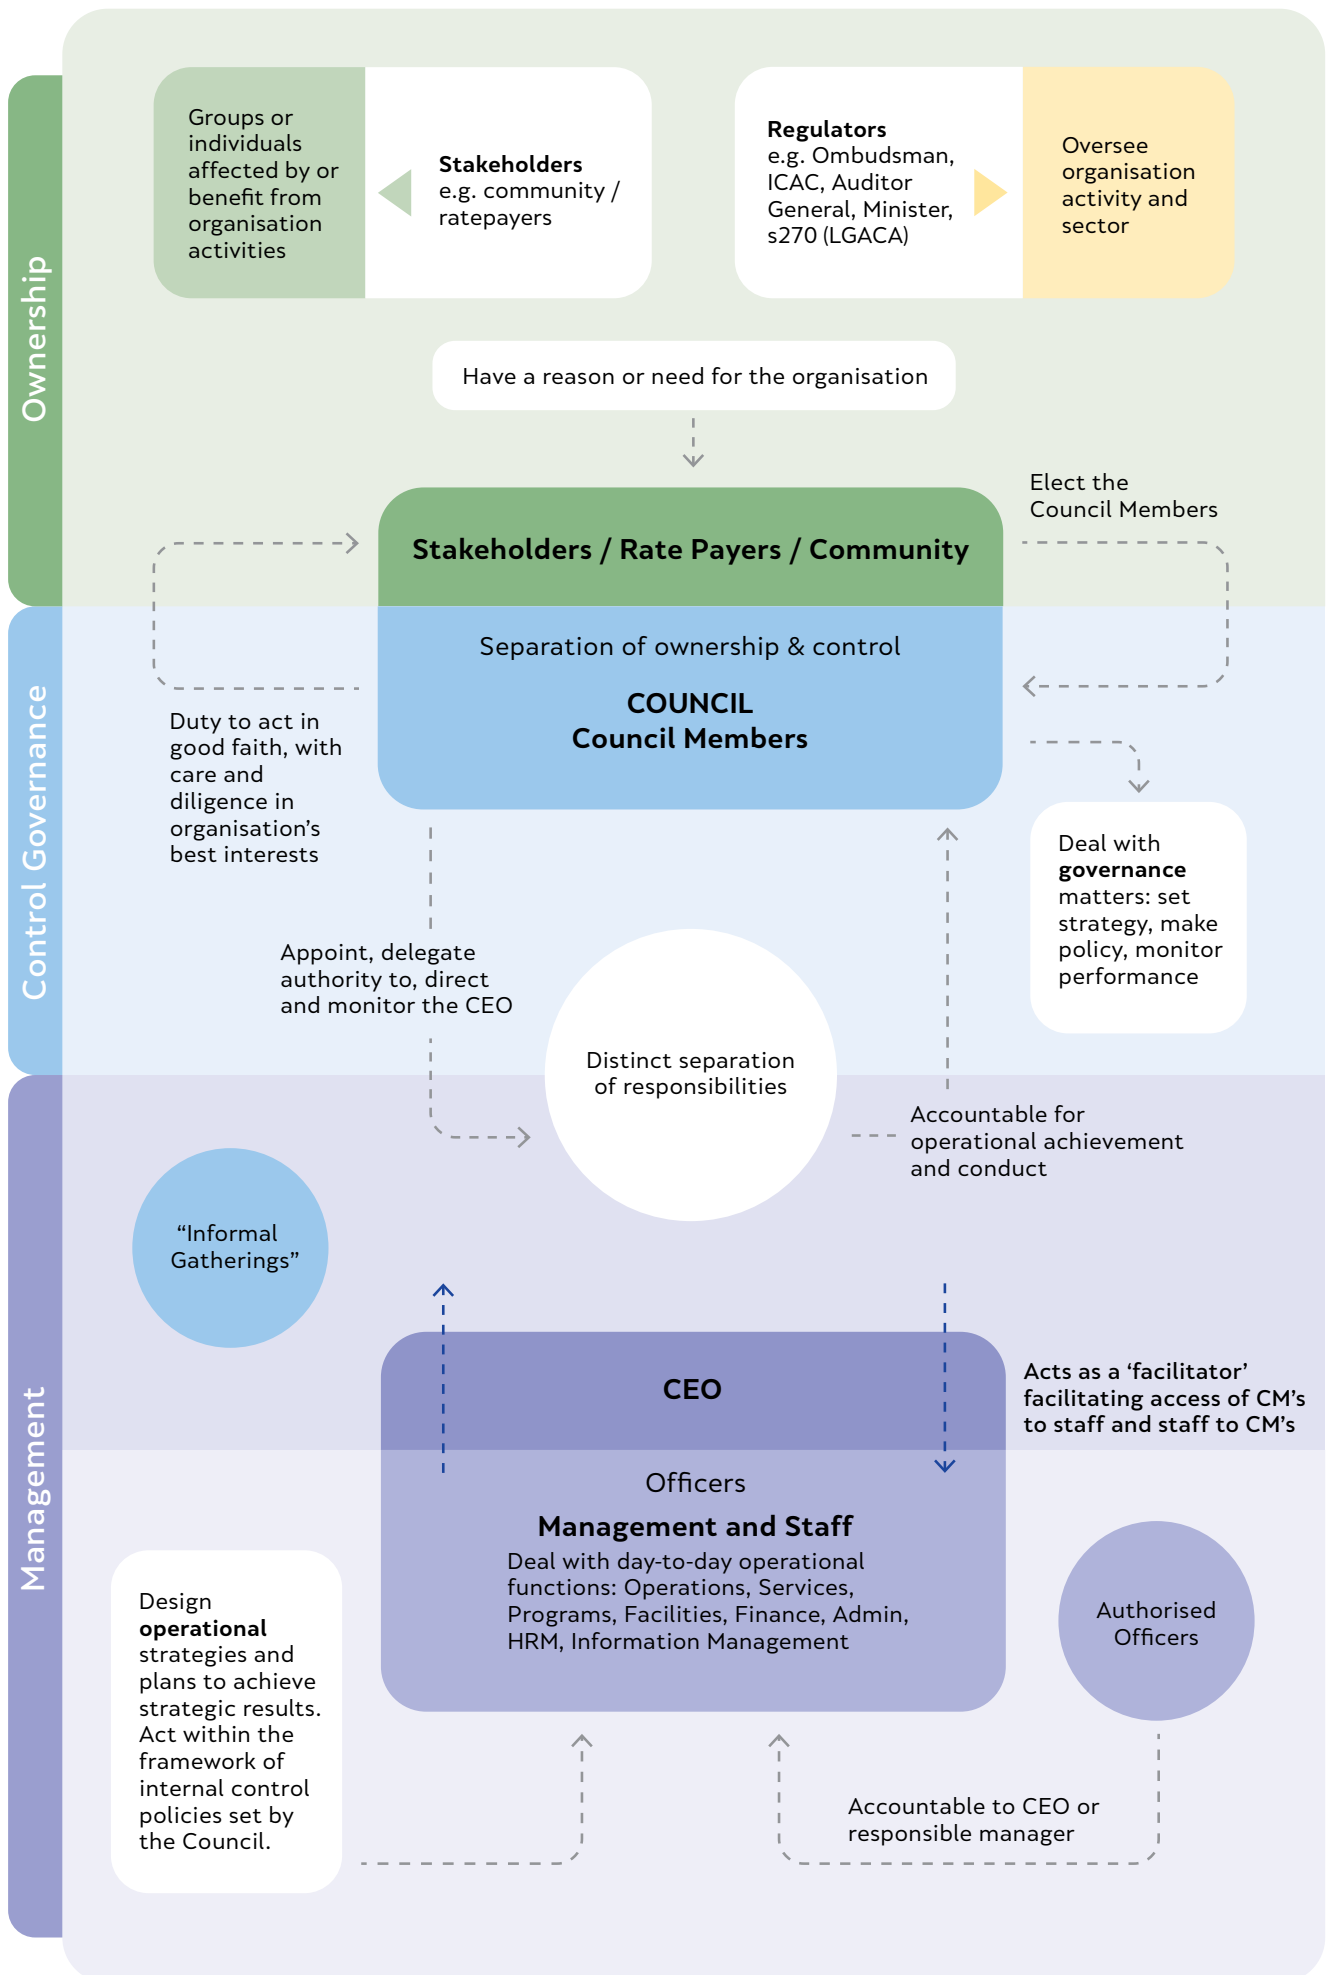 Ownership
Groups or
individuals
affected by or
benefit from
organisation
activities
Stakeholders
e.g. community /
ratepayers
Regulators
e.g. Ombudsman,
ICAC, Auditor
General, Minister,
s270 (LGACA)
Oversee
organisation
activity and
sector
Have a reason or need for the organisation
Elect the
Council Members
Stakeholders / Rate Payers / Community
Control Governance
Separation of ownership & control
COUNCIL
Council Members
Duty to act in
good faith, with
care and
diligence in
organisation’s
best interests
Deal with
governance
matters: set
strategy, make
policy, monitor
performance
Appoint, delegate
authority to, direct
and monitor the CEO
Distinct separation
of responsibilities
Accountable for
operational achievement
and conduct
Management
“Informal
Gatherings”
CEO
Acts as a ‘facilitator’
facilitating access of CM’s
to staff and staff to CM’s
Officers
Management and Staff
Deal with day-to-day operational
functions: Operations, Services,
Programs, Facilities, Finance, Admin,
HRM, Information Management
Design
operational
strategies and
plans to achieve
strategic results.
Act within the
framework of
internal control
policies set by
the Council.
Authorised
Officers
Accountable to CEO or
responsible manager